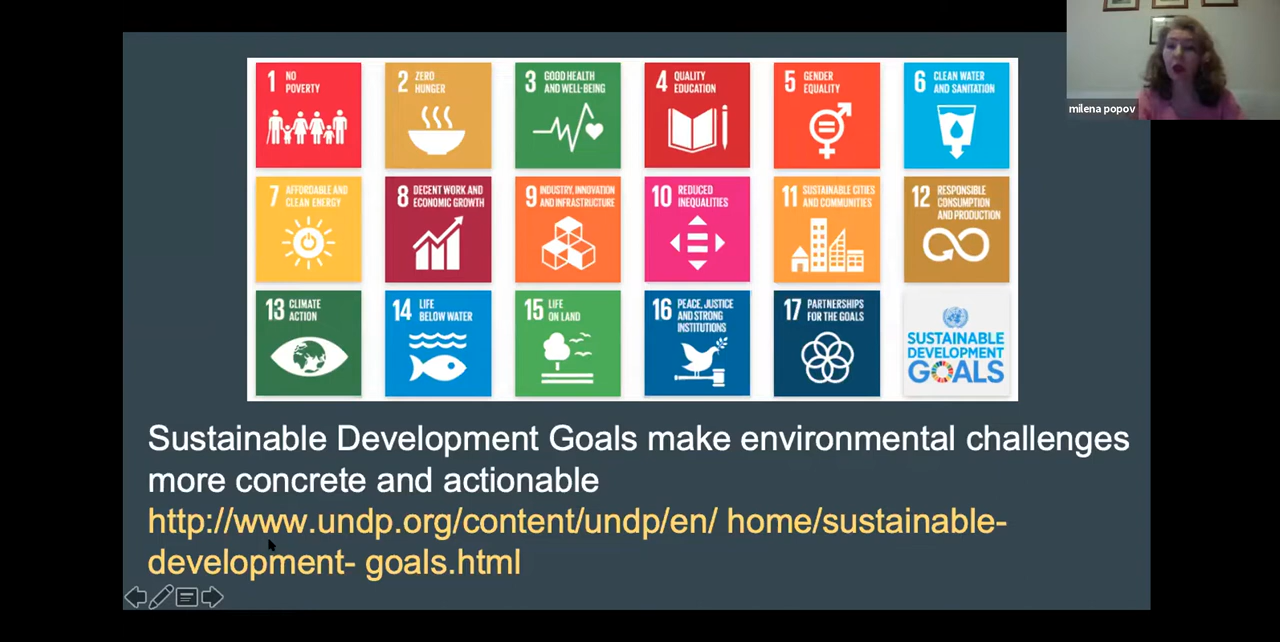 1 NO POVERTY
2 ZERO HUNGER
3 GOOD HEALTH AND WELL-BEING
4 QUALITY EDUCATION
5 GENDER EQUALITY
6 CLEAN WATER AND SANITATION
milena popov
7 AFFORDABLE AND CLEAN ENERGY
8 DECENT WORK AND ECONOMIC GROWTH
9 INDUSTRY, INNOVATION AND INFRASTRUCTURE
10 REDUCED INEQUALITIES
11 SUSTAINABLE CITIES AND COMMUNITIES
12 RESPONSIBLE CONSUMPTION AND PRODUCTION
13 CLIMATE ACTION
14 LIFE BELOW WATER
15 LIFE ON LAND
16 PEACE, JUSTICE AND STRONG INSTITUTIONS
17 PARTNERSHIPS FOR THE GOALS
SUSTAINABLE
DEVELOPMENT
GOALS
Sustainable Development Goals make environmental challenges
more concrete and actionable
http://www.undp.org/content/undp/en/ home/sustainable-
development- goals.html